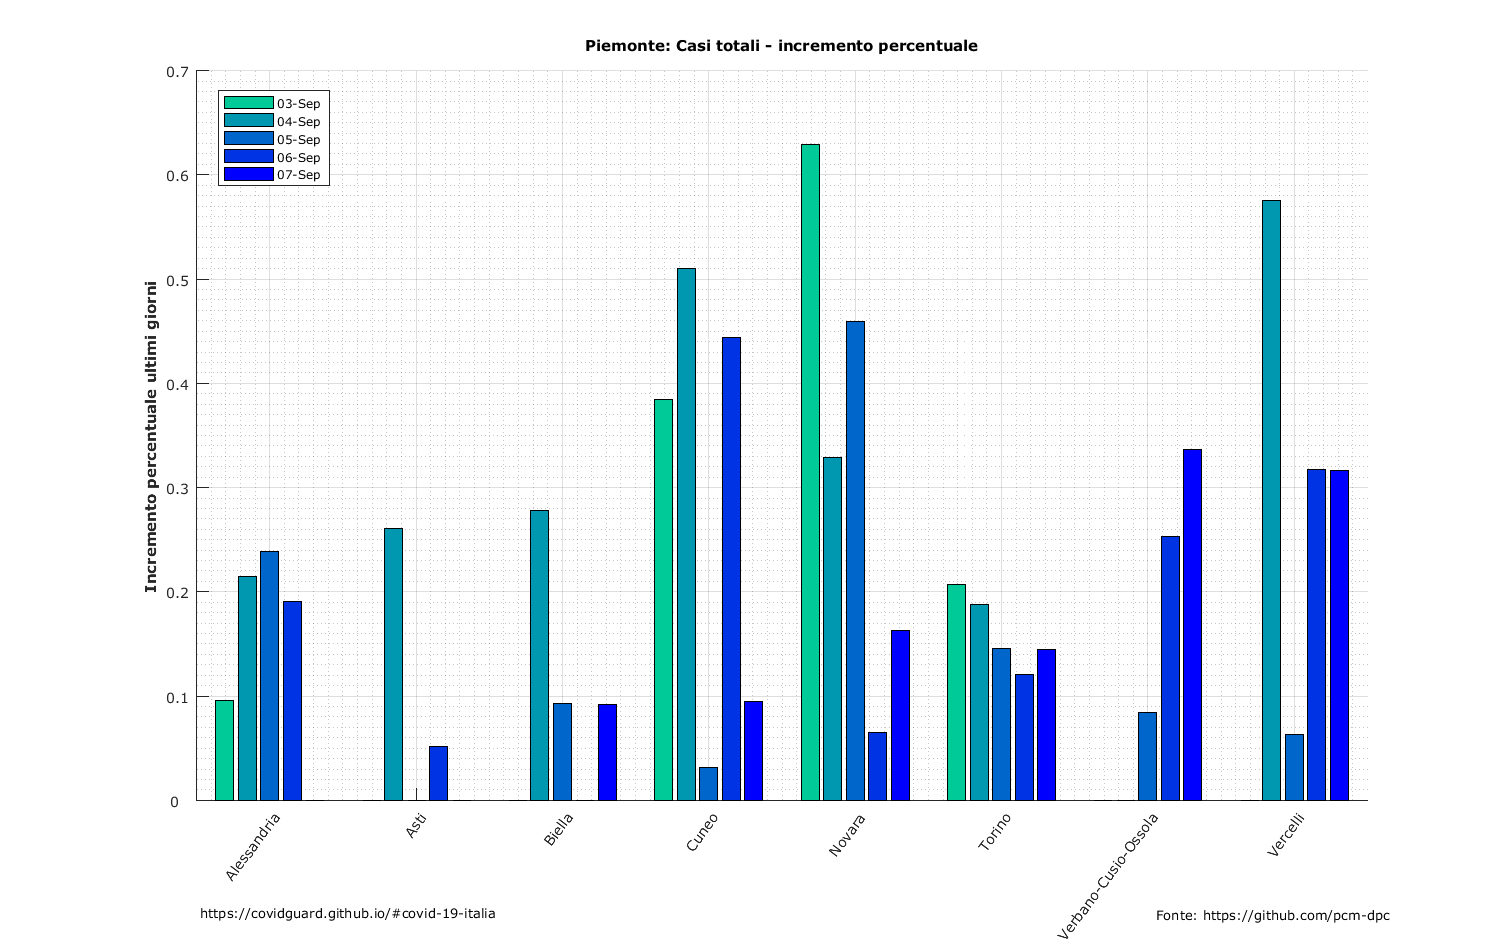 Piemonte: Casi totali - incremento percentuale
0.7
0.6
0.5
0.4
0.3
0.2
0.1
0
Incremento percentuale ultimi giorni
03-Sep
04-Sep
05-Sep
06-Sep
07-Sep
Alessandria
Asti
Biella
Cuneo
Novara
Torino
Verbano-Cusio-Ossola
Vercelli
https://covidguard.github.io/#covid-19-italia
Fonte: https://github.com/pcm-dpc